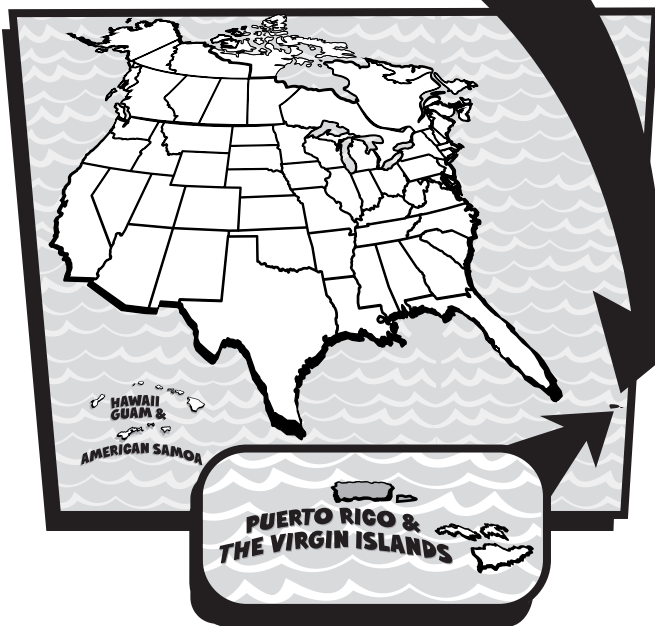 HAWAII
GUAM &
AMERICAN SAMOA
PUERTO RICO &
THE VIRGIN ISLANDS